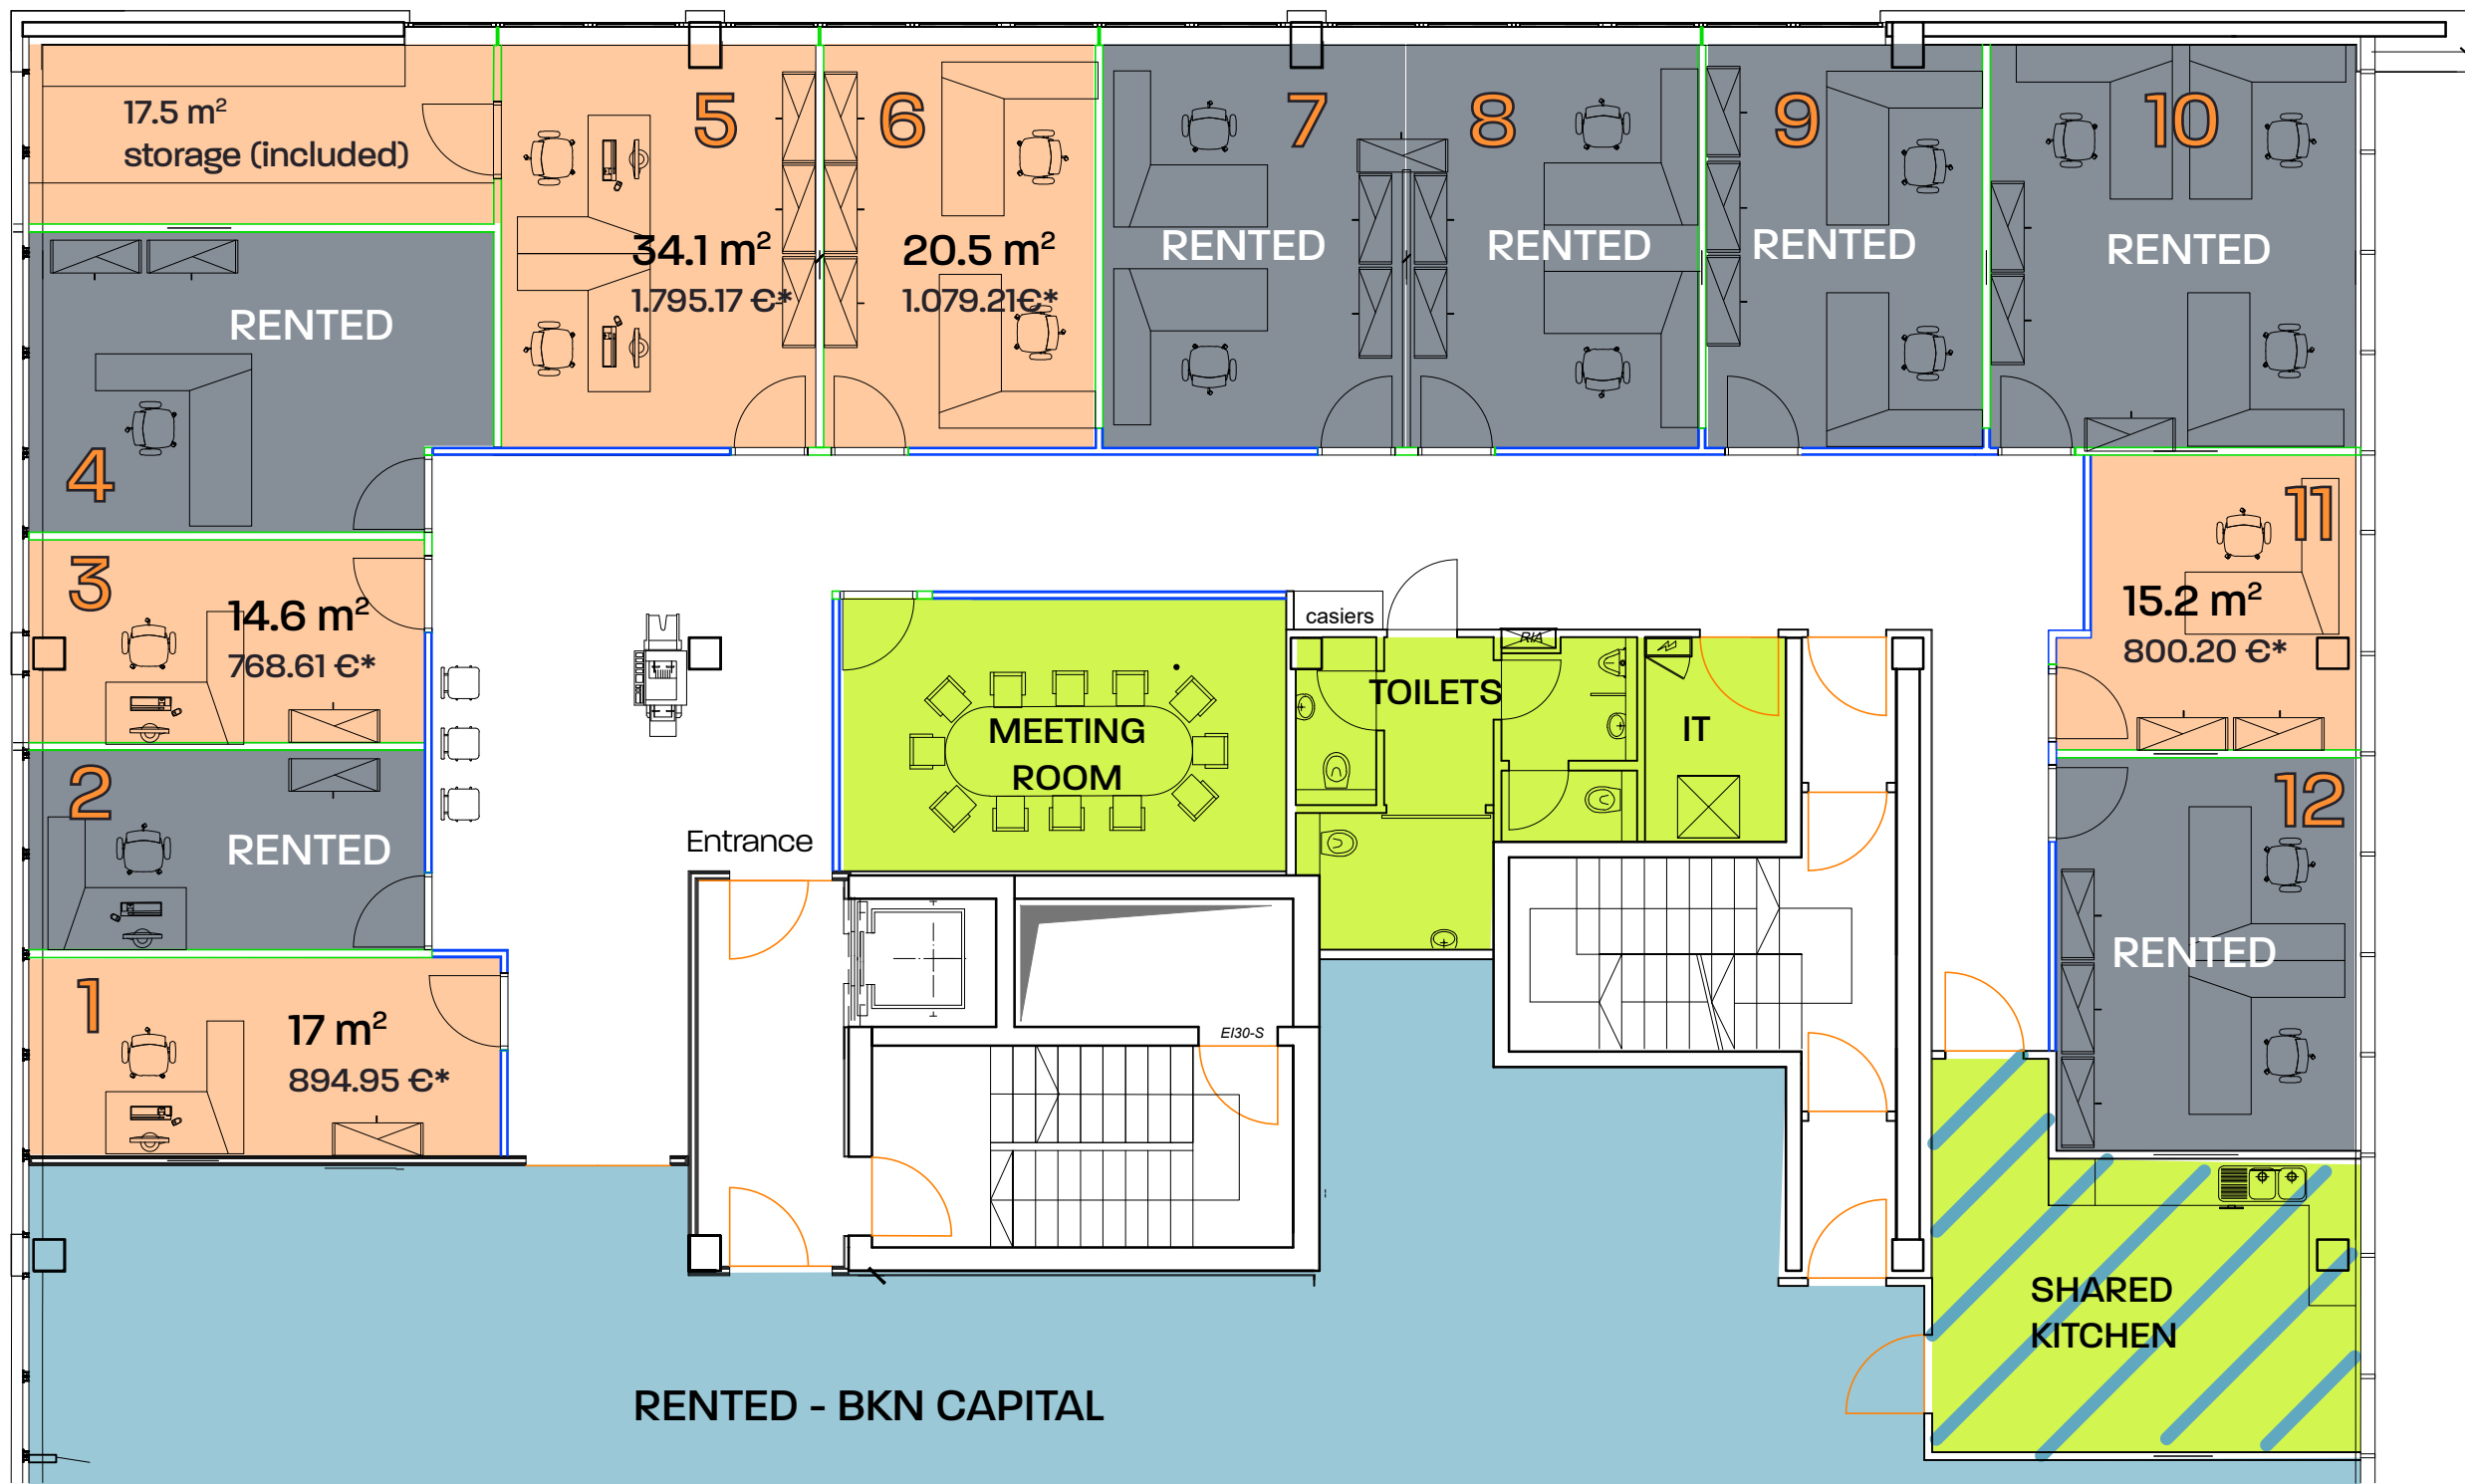 17.5 m²
storage (included)
5
34.1 m²
1.795.17 €*
6
20.5 m²
1.079.21€*
7
RENTED
8
RENTED
9
RENTED
10
RENTED
RENTED
4
3
14.6 m²
768.61 €*
2
RENTED
1
17 m²
894.95 €*
11
15.2 m²
800.20 €*
12
RENTED
casiers
RIA
TOILETS
IT
MEETING
ROOM
Entrance
EI30-S
SHARED
KITCHEN
RENTED - BKN CAPITAL